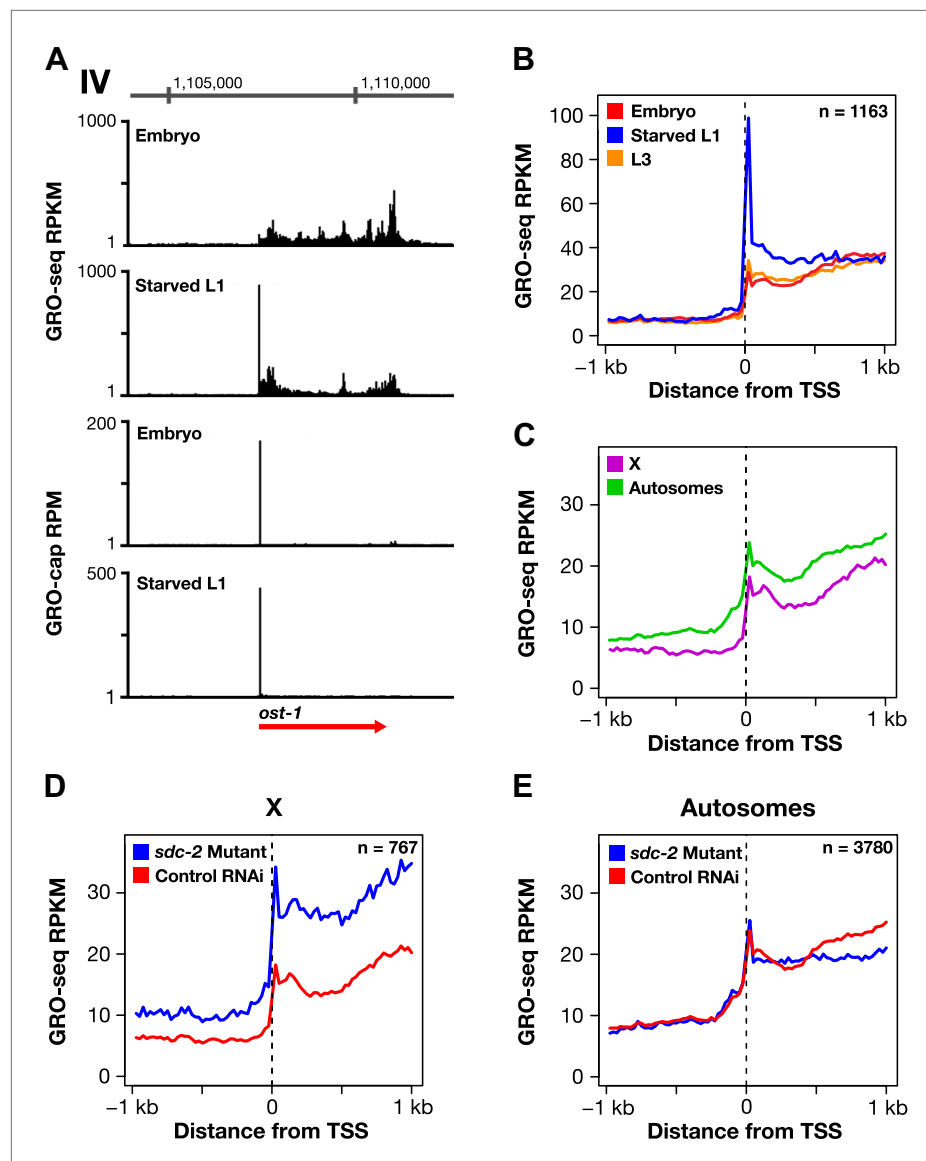 A
IV
1,105,000
1,110,000
GRO-seq RPKM
1000
Embryo
1
1000
Starved L1
1
GRO-cap RPM
200
Embryo
1
500
Starved L1
1
ost-1
B
GRO-seq RPKM
Embryo
Starved L1
L3
n = 1163
100
80
60
40
20
0
−1 kb
0
1 kb
Distance from TSS
C
GRO-seq RPKM
X
Autosomes
30
20
10
0
−1 kb
0
1 kb
Distance from TSS
D
X
GRO-seq RPKM
sdc-2 Mutant
Control RNAi
n = 767
30
20
10
0
−1 kb
0
1 kb
Distance from TSS
E
Autosomes
GRO-seq RPKM
sdc-2 Mutant
Control RNAi
n = 3780
30
20
10
0
−1 kb
0
1 kb
Distance from TSS